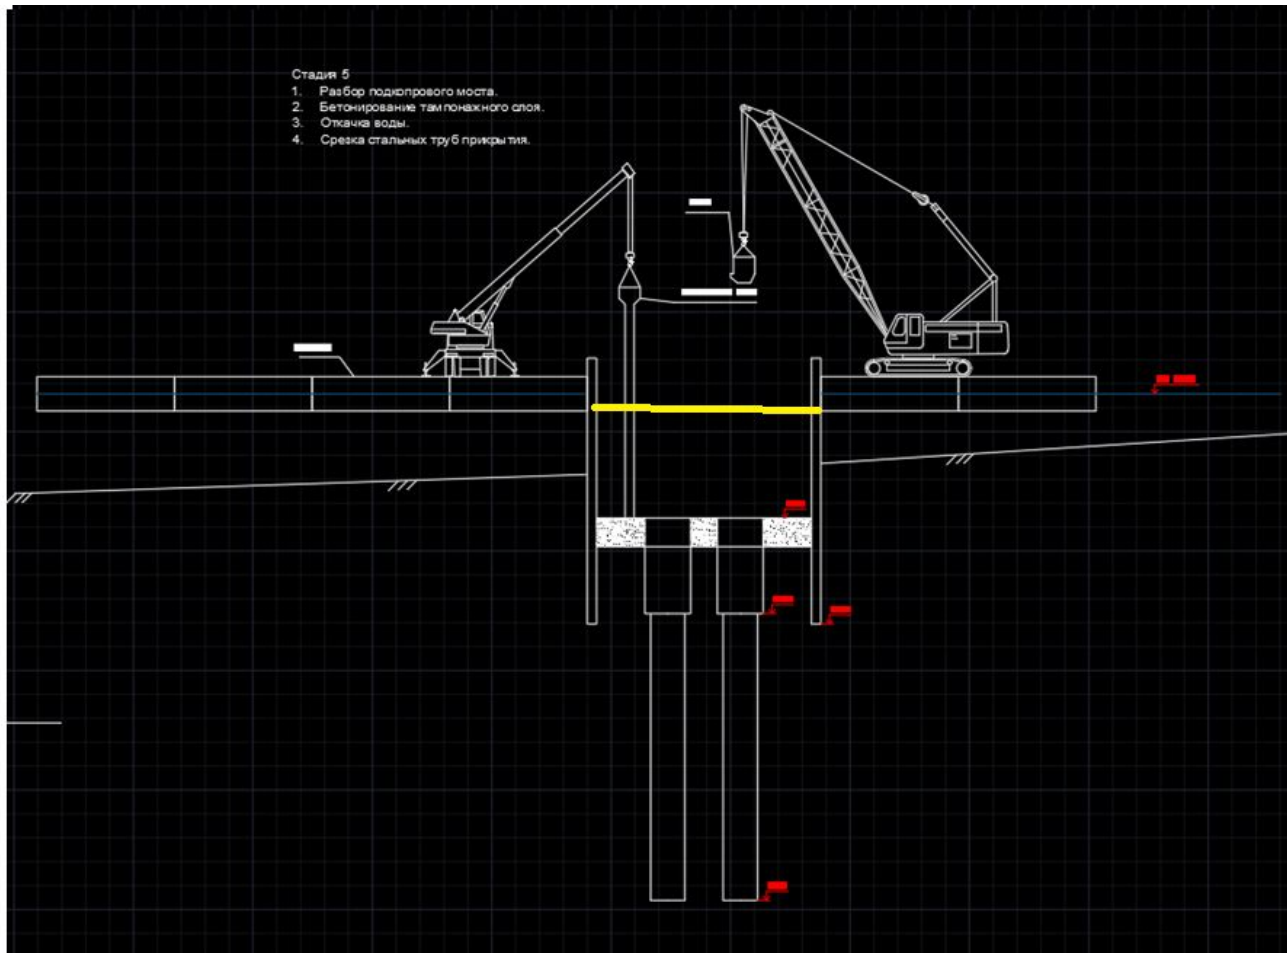 Стадия 5
1. Разбор подкопрового моста.
2. Бетонирование тампонажного слоя.
3. Откачка воды.
4. Срезка стальных труб прикрытия.